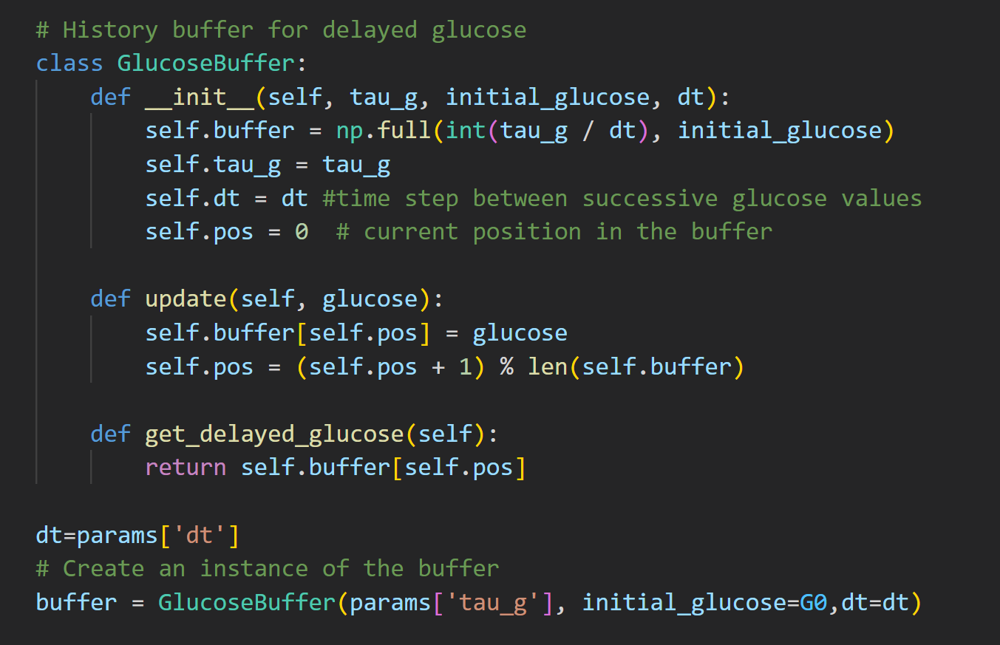 # History buffer for delayed glucose
class GlucoseBuffer:
    def __init__(self, tau_g, initial_glucose, dt):
        self.buffer = np.full(int(tau_g / dt), initial_glucose)
        self.tau_g = tau_g
        self.dt = dt #time step between successive glucose values
        self.pos = 0  # current position in the buffer

    def update(self, glucose):
        self.buffer[self.pos] = glucose
        self.pos = (self.pos + 1) % len(self.buffer)

    def get_delayed_glucose(self):
        return self.buffer[self.pos]

dt=params['dt']
# Create an instance of the buffer
buffer = GlucoseBuffer(params['tau_g'], initial_glucose=G0,dt=dt)